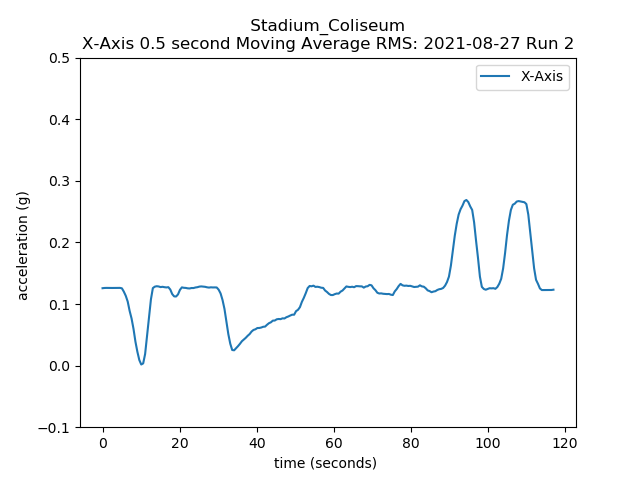 Stadium_Coliseum
X-Axis 0.5 second Moving Average RMS: 2021-08-27 Run 2
X-Axis
0.5
0.4
0.3
0.2
0.1
0.0
−0.1
acceleration (g)
0 20 40 60 80 100 120
time (seconds)